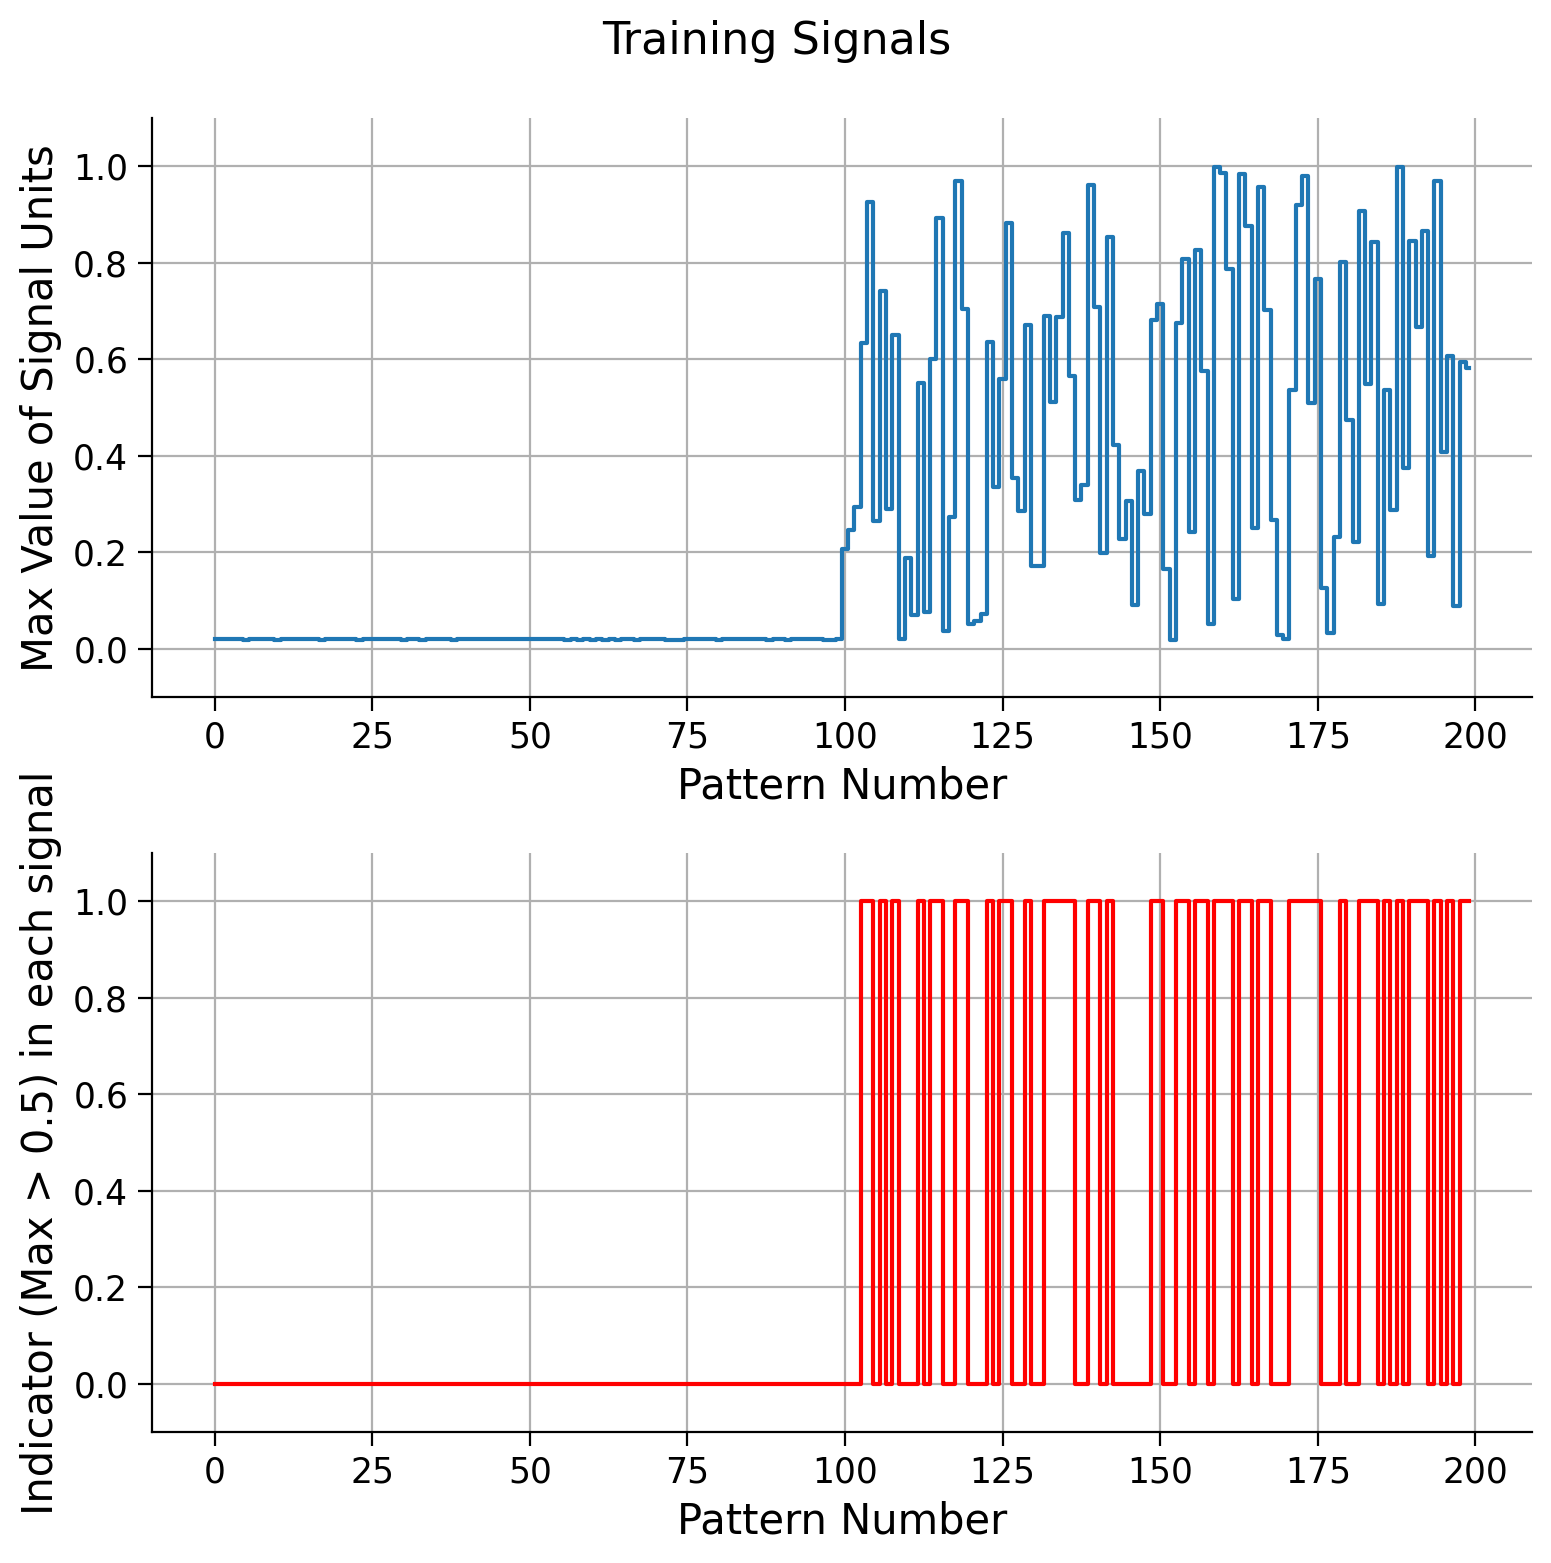 Training Signals
Max Value of Signal Units
1.0
0.8
0.6
0.4
0.2
0.0
0 25 50 75 100 125 150 175 200
Pattern Number
Indicator (Max > 0.5) in each signal
1.0
0.8
0.6
0.4
0.2
0.0
0 25 50 75 100 125 150 175 200
Pattern Number